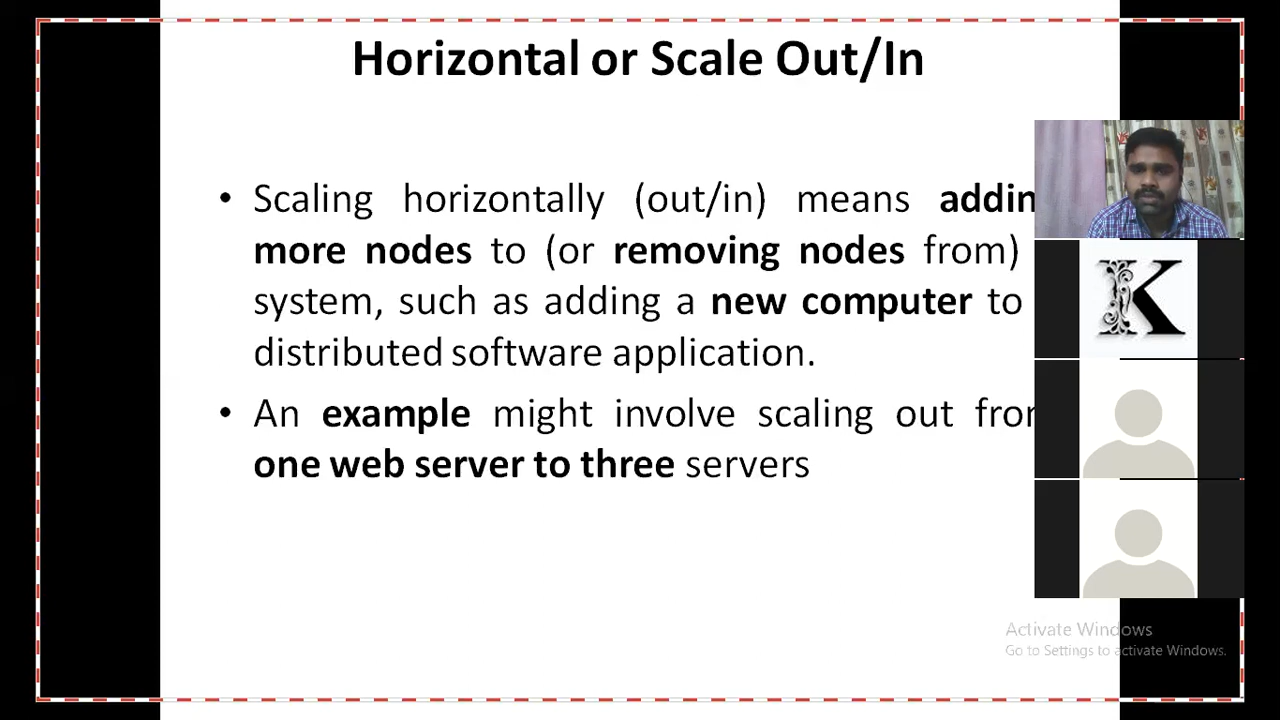 Horizontal or Scale Out/In
• Scaling horizontally (out/in) means
more nodes to (or removing nodes from)
system, such as adding a new computer to
distributed software application.
• An example might involve scaling out
one web server to three servers
K
Activate Windows
Go to Settings to activate Windows.